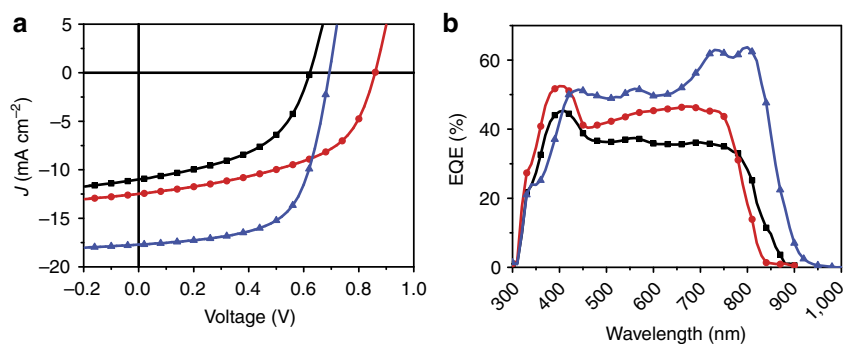 a
5
0
–5
–10
–15
–20
J (mA cm–2)
–0.2 0.0 0.2 0.4 0.6 0.8 1.0
Voltage (V)
b
60
40
20
0
EQE (%)
300 400 500 600 700 800 900 1,000
Wavelength (nm)